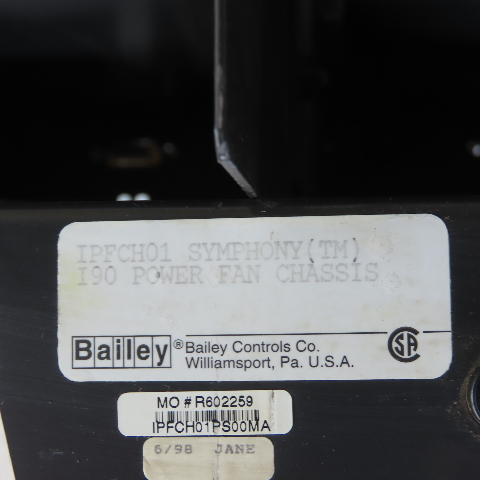 IPFCH01 SYMPHONY(TM)
I90 POWER FAN CHASSIS
Bailey® Bailey Controls Co.
Williamsport, Pa. U.S.A.
SA
MO # R602259
IPFCH01PS00MA
6/98 JANE